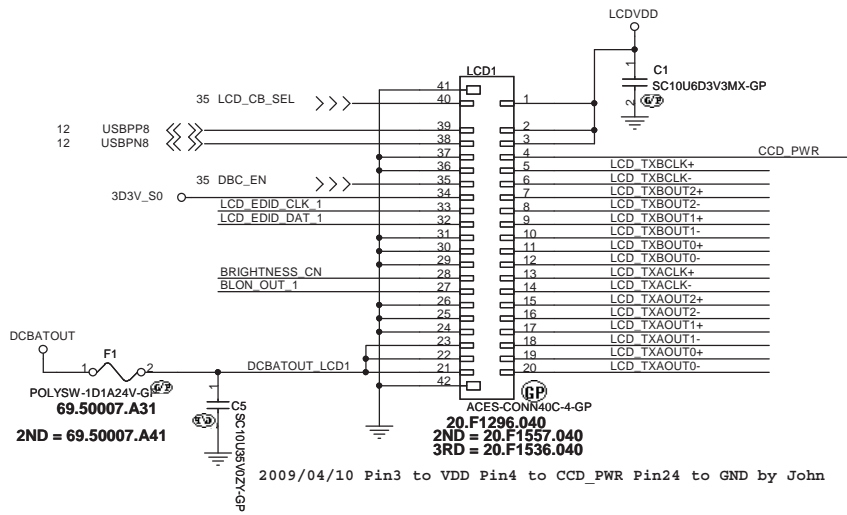 LCDVDD
LCD1
1
C1
SC10U6D3V3MX-GP
2
G/P
41
35 LCD_CB_SEL
40
1
12 USBPP8
39
2
12 USBPN8
38
3
37
4
CCD_PWR
36
5
LCD_TXBCLK+
35 DBC_EN
35
6
LCD_TXBCLK-
3D3V_S0
34
7
LCD_TXBOUT2+
LCD_EDID_CLK_1
33
8
LCD_TXBOUT2-
LCD_EDID_DAT_1
32
9
LCD_TXBOUT1+
31
10
LCD_TXBOUT1-
30
11
LCD_TXBOUT0+
29
12
LCD_TXBOUT0-
BRIGHTNESS_CN
28
13
LCD_TXACLK+
BLON_OUT_1
27
14
LCD_TXACLK-
26
15
LCD_TXAOUT2+
25
16
LCD_TXAOUT2-
24
17
LCD_TXAOUT1+
23
18
LCD_TXAOUT1-
22
19
LCD_TXAOUT0+
DCBATOUT_LCD1
21
20
LCD_TXAOUT0-
42
DCBATOUT
F1
1
2
POLYSW-1D1A24V-GP
69.50007.A31
2ND = 69.50007.A41
1
C5
SC10U35V0ZY-GP
GP
ACES-CONN40C-4-GP
20.F1296.040
2ND = 20.F1557.040
3RD = 20.F1536.040
2009/04/10 Pin3 to VDD Pin4 to CCD_PWR Pin24 to GND by John